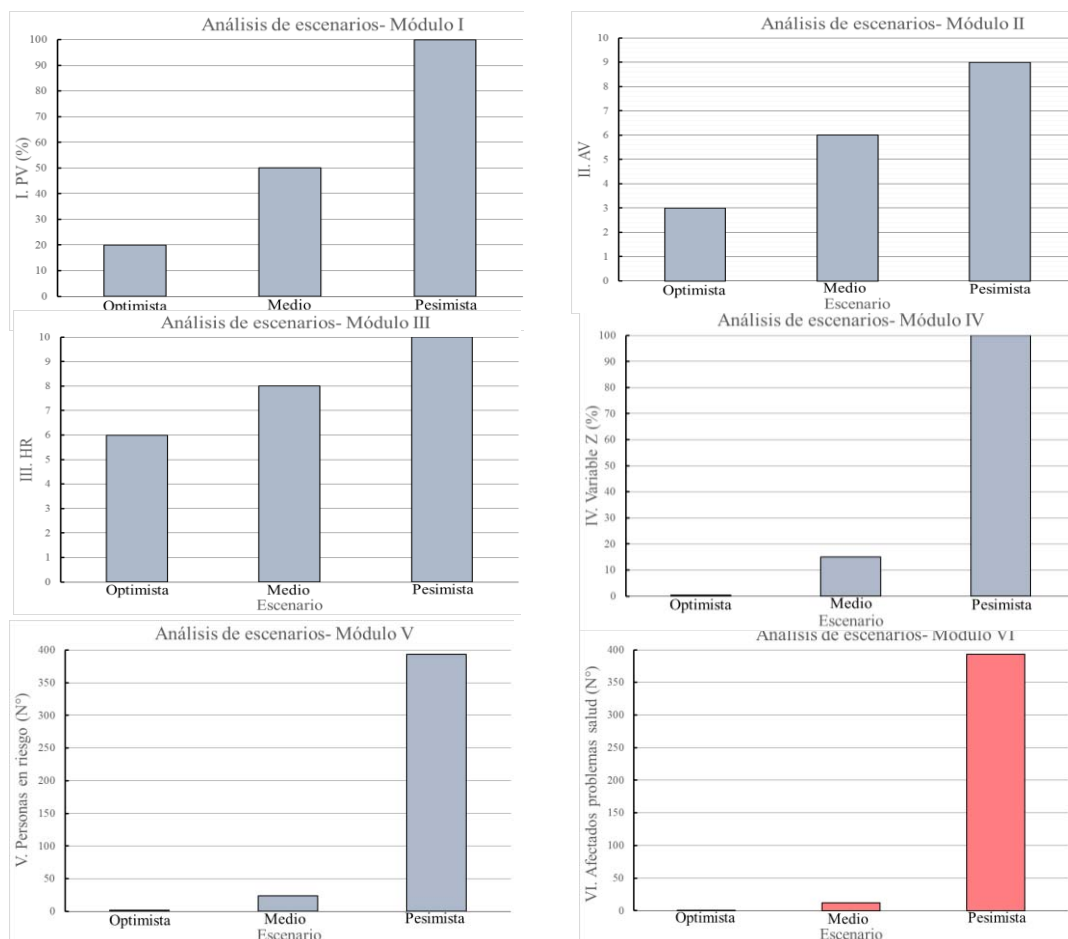 Análisis de escenarios- Módulo I
I. PV (%)
100
90
80
70
60
50
40
30
20
10
0
Optimista
Medio
Pesimista
Análisis de escenarios- Módulo II
II. AV
10
9
8
7
6
5
4
3
2
1
0
Optimista
Medio
Pesimista
Escenario
Análisis de escenarios- Módulo III
III. HR
10
9
8
7
6
5
4
3
2
1
0
Optimista
Medio
Pesimista
Escenario
Análisis de escenarios- Módulo IV
IV. Variable Z (%)
100
90
80
70
60
50
40
30
20
10
0
Optimista
Medio
Pesimista
Escenario
Análisis de escenarios- Módulo V
V. Personas en riesgo (N°)
400
350
300
250
200
150
100
50
0
Optimista
Medio
Pesimista
Escenario
Análisis de escenarios- Módulo VI
VI. Afectados problemas salud (N°)
400
350
300
250
200
150
100
50
0
Optimista
Medio
Pesimista
Escenario